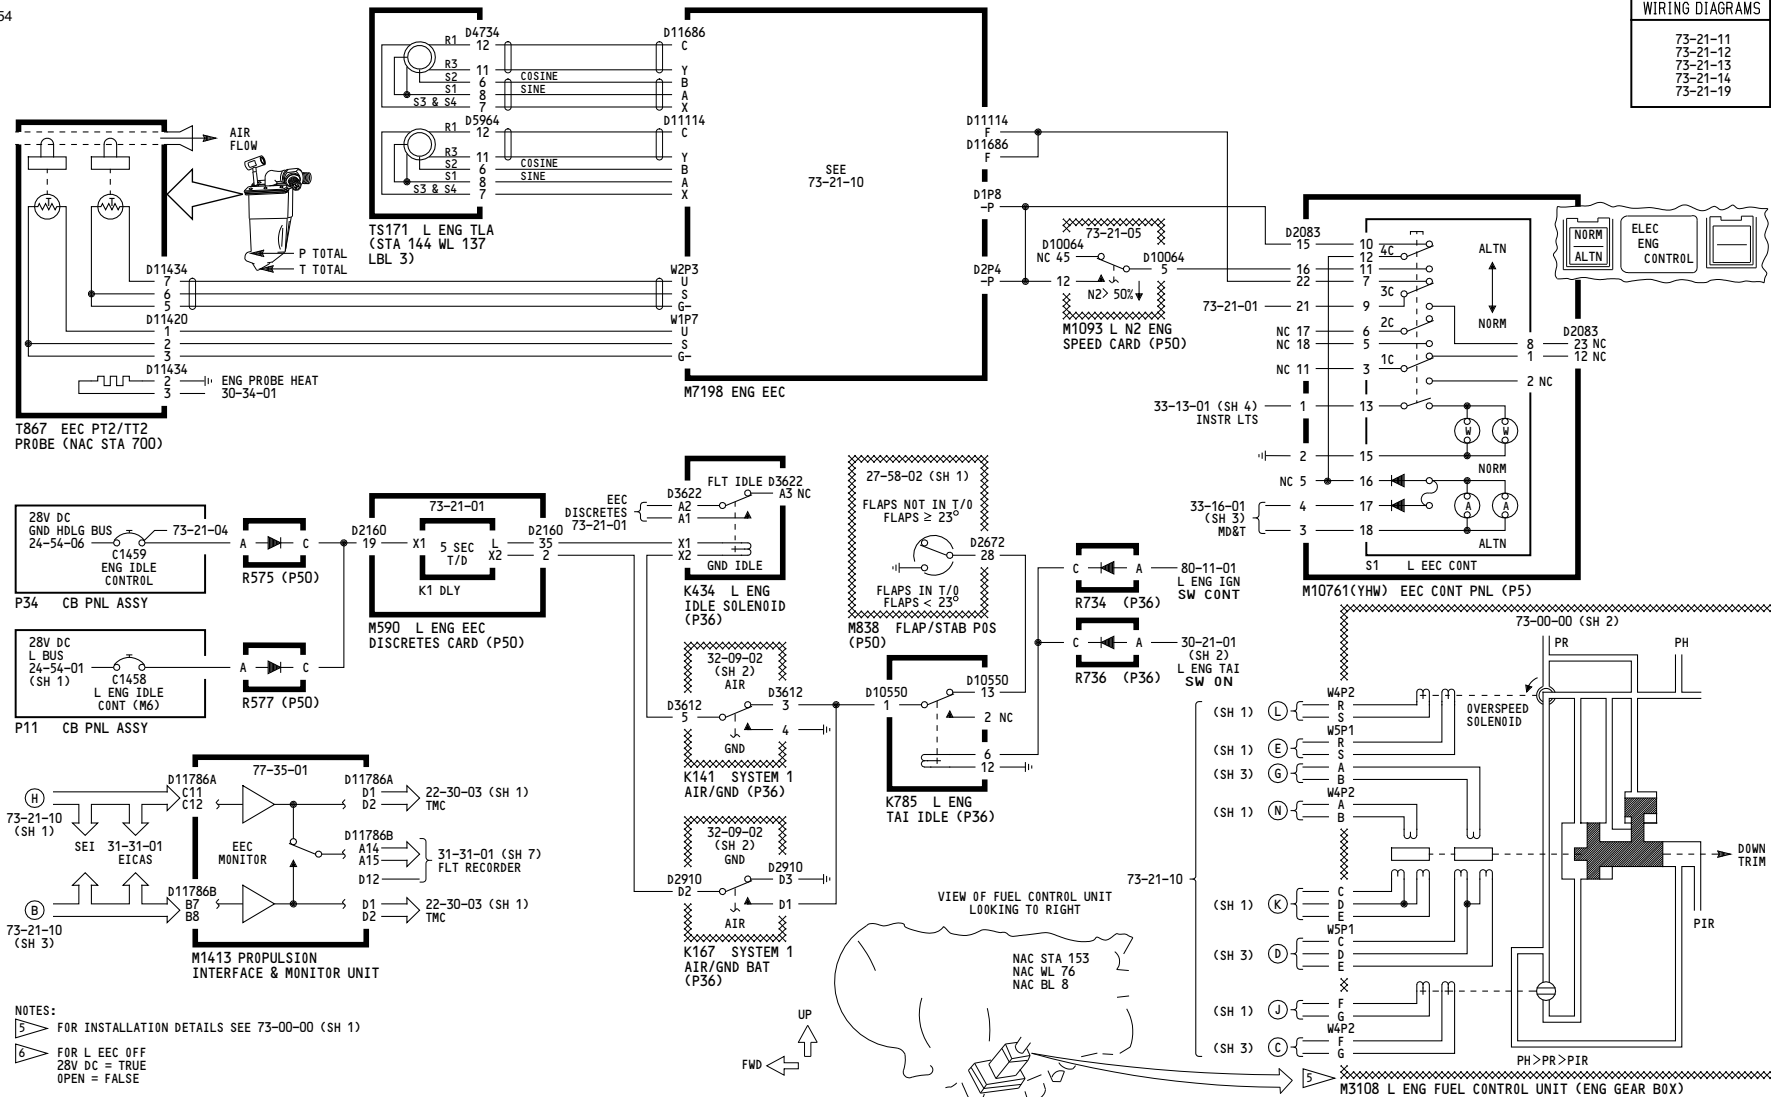 54
WIRING DIAGRAMS
73-21-11
73-21-12
73-21-13
73-21-14
73-21-19
AIR
FLOW
P TOTAL
T TOTAL
D11434
7
6
5
D11420
1
2
3
D11434
2
3
ENG PROBE HEAT
30-34-01
T867 EEC PT2/TT2
PROBE (NAC STA 700)
D4734
R1 12
R3 11
S2 6 COSINE
S1 8 SINE
S3 & S4 7
D5964
R1 12
R3 11
S2 6 COSINE
S1 8 SINE
S3 & S4 7
TS171 L ENG TLA
(STA 144 WL 137
LBL 3)
D11686
C
Y
B
A
X
D11114
C
Y
B
A
X
W2P3
U
S
G-
W1P7
U
S
G-
SEE
73-21-10
D11114
F
D11686
F
D1P8
-P
D2P4
-P
M7198 ENG EEC
73-21-05
D10064
NC 45
12
D10064
5
N2> 50%
M1093 L N2 ENG
SPEED CARD (P50)
D2083
15 10
12 4C
16 11
22 7
3C
73-21-01 21 9
NC 17 6 2C
NC 18 5
1C
NC 11 3
33-13-01 (SH 4)
INSTR LTS
1 13
2 15
NC 5 16
33-16-01
(SH 3)
MD&T
4 17
3 18
ALTN
NORM
D2083
8 23 NC
1 12 NC
2 NC
W W
NORM
A A
ALTN
S1 L EEC CONT
M10761(YHW) EEC CONT PNL (P5)
NORM
ALTN
ELEC
ENG
CONTROL
28V DC
GND HDLG BUS
24-54-06
C1459
ENG IDLE
CONTROL
73-21-04
P34 CB PNL ASSY
A C
R575 (P50)
28V DC
L BUS
24-54-01
(SH 1)
C1458
L ENG IDLE
CONT (M6)
P11 CB PNL ASSY
A C
R577 (P50)
73-21-01
D2160
19 X1
5 SEC
T/D
L
X2
D2160
35
2
K1 DLY
M590 L ENG EEC
DISCRETES CARD (P50)
EEC
DISCRETES
73-21-01
FLT IDLE
D3622
A2
A1
D3622
A3 NC
X1
X2
GND IDLE
K434 L ENG
IDLE SOLENOID
(P36)
32-09-02
(SH 2)
AIR
D3612
5
D3612
3
4
GND
K141 SYSTEM 1
AIR/GND (P36)
32-09-02
(SH 2)
GND
D2910
D2
D2910
D3
D1
AIR
K167 SYSTEM 1
AIR/GND BAT
(P36)
27-58-02 (SH 1)
FLAPS NOT IN T/O
FLAPS ≥ 23°
D2672
28
FLAPS IN T/O
FLAPS < 23°
M838 FLAP/STAB POS
(P50)
D10550
1
D10550
13
2 NC
6
12
K785 L ENG
TAI IDLE (P36)
C A
R734 (P36)
80-11-01
L ENG IGN
SW CONT
C A
R736 (P36)
30-21-01
(SH 2)
L ENG TAI
SW ON
H
73-21-10
(SH 1)
SEI
31-31-01
EICAS
B
73-21-10
(SH 3)
77-35-01
D11786A
C11
C12
D11786A
D1
D2
22-30-03 (SH 1)
TMC
EEC
MONITOR
D11786B
A14
A15
D12
31-31-01 (SH 7)
FLT RECORDER
D11786B
B7
B8
D1
D2
22-30-03 (SH 1)
TMC
M1413 PROPULSION
INTERFACE & MONITOR UNIT
NOTES:
5 FOR INSTALLATION DETAILS SEE 73-00-00 (SH 1)
6 FOR L EEC OFF
28V DC = TRUE
OPEN = FALSE
VIEW OF FUEL CONTROL UNIT
LOOKING TO RIGHT
NAC STA 153
NAC WL 76
NAC BL 8
UP
FWD
5
73-21-10
(SH 1) L
(SH 1) E
(SH 3) G
(SH 1) N
(SH 1) K
(SH 3) D
(SH 1) J
(SH 3) C
W4P2
R
S
W5P1
R
S
A
B
W4P2
A
B
C
D
E
W5P1
C
D
E
F
G
W4P2
F
G
73-00-00 (SH 2)
PR
PH
OVERSPEED
SOLENOID
DOWN
TRIM
PIR
PH>PR>PIR
M3108 L ENG FUEL CONTROL UNIT (ENG GEAR BOX)